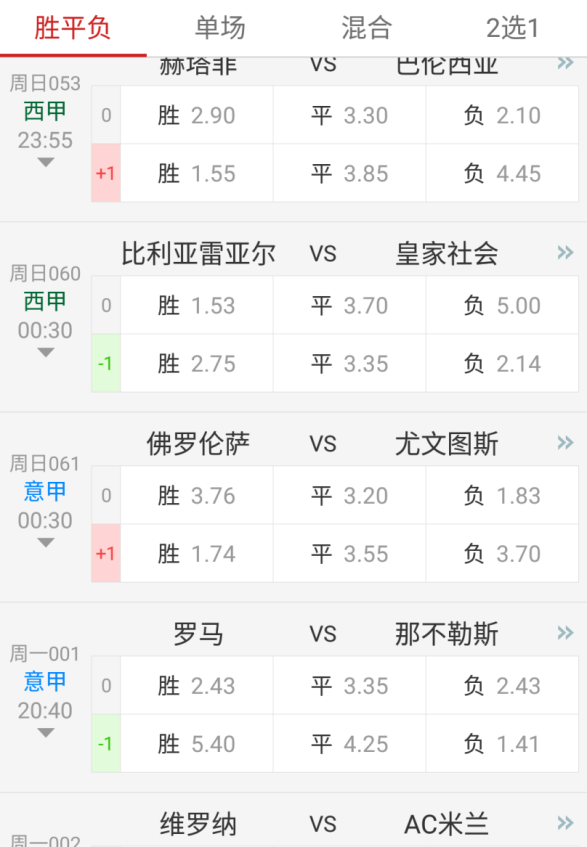 胜平负 单场 混合 2选1
赫塔菲 VS 巴伦西亚 »
周日053
西甲
23:55
0 胜 2.90 平 3.30 负 2.10
+1 胜 1.55 平 3.85 负 4.45
比利亚雷亚尔 VS 皇家社会 »
周日060
西甲
00:30
0 胜 1.53 平 3.70 负 5.00
-1 胜 2.75 平 3.35 负 2.14
佛罗伦萨 VS 尤文图斯 »
周日061
意甲
00:30
0 胜 3.76 平 3.20 负 1.83
+1 胜 1.74 平 3.55 负 3.70
罗马 VS 那不勒斯 »
周一001
意甲
20:40
0 胜 2.43 平 3.35 负 2.43
-1 胜 5.40 平 4.25 负 1.41
维罗纳 VS AC米兰 »
周一002